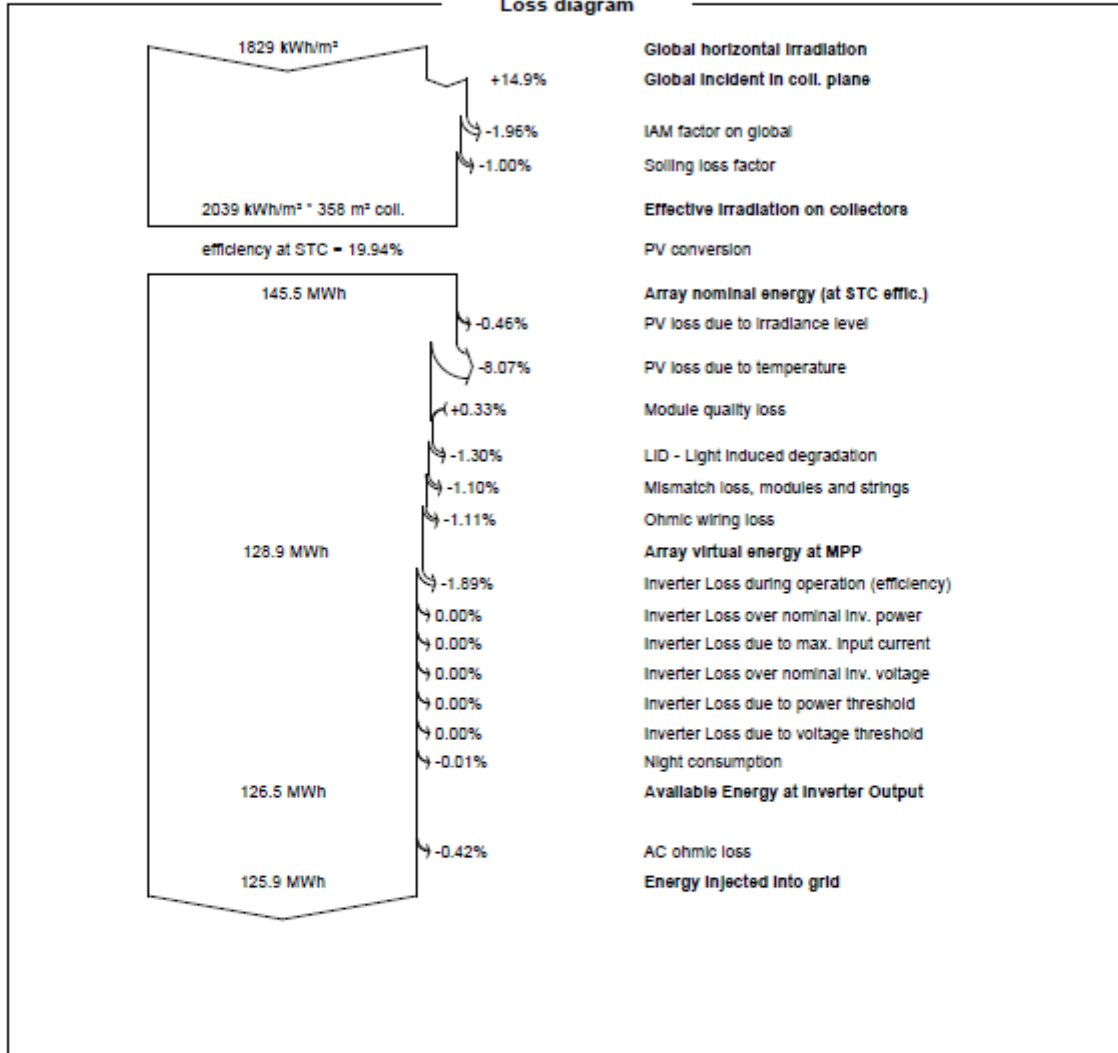 Loss diagram
1829 kWh/m² Global horizontal irradiation
+14.9% Global incident in coll. plane
-1.96% IAM factor on global
-1.00% Soiling loss factor
2039 kWh/m² * 358 m² coll. Effective irradiation on collectors
efficiency at STC = 19.94% PV conversion
145.5 MWh Array nominal energy (at STC effic.)
-0.46% PV loss due to irradiance level
-8.07% PV loss due to temperature
+0.33% Module quality loss
-1.30% LID - Light induced degradation
-1.10% Mismatch loss, modules and strings
-1.11% Ohmic wiring loss
128.9 MWh Array virtual energy at MPP
-1.89% Inverter Loss during operation (efficiency)
0.00% Inverter Loss over nominal inv. power
0.00% Inverter Loss due to max. input current
0.00% Inverter Loss over nominal inv. voltage
0.00% Inverter Loss due to power threshold
0.00% Inverter Loss due to voltage threshold
-0.01% Night consumption
126.5 MWh Available Energy at Inverter Output
-0.42% AC ohmic loss
125.9 MWh Energy injected into grid